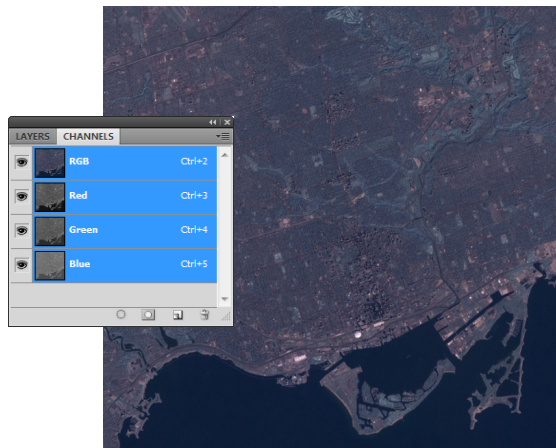 LAYERS CHANNELS
RGB Ctrl+2
Red Ctrl+3
Green Ctrl+4
Blue Ctrl+5